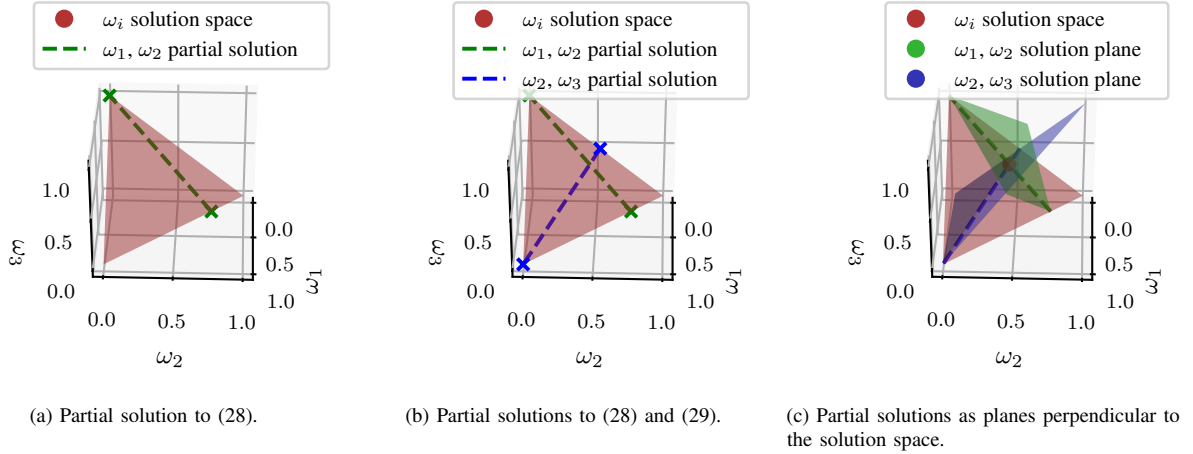 ωᵢ solution space
ω₁, ω₂ partial solution
1.0
0.5
0.0
ω₃
0.0
0.5
1.0
ω₂
0.0
0.5
1.0
ω₁
(a) Partial solution to (28).
ωᵢ solution space
ω₁, ω₂ partial solution
ω₂, ω₃ partial solution
1.0
0.5
0.0
ω₃
0.0
0.5
1.0
ω₂
0.0
0.5
1.0
ω₁
(b) Partial solutions to (28) and (29).
ωᵢ solution space
ω₁, ω₂ solution plane
ω₂, ω₃ solution plane
1.0
0.5
0.0
ω₃
0.0
0.5
1.0
ω₂
0.0
0.5
1.0
ω₁
(c) Partial solutions as planes perpendicular to
the solution space.